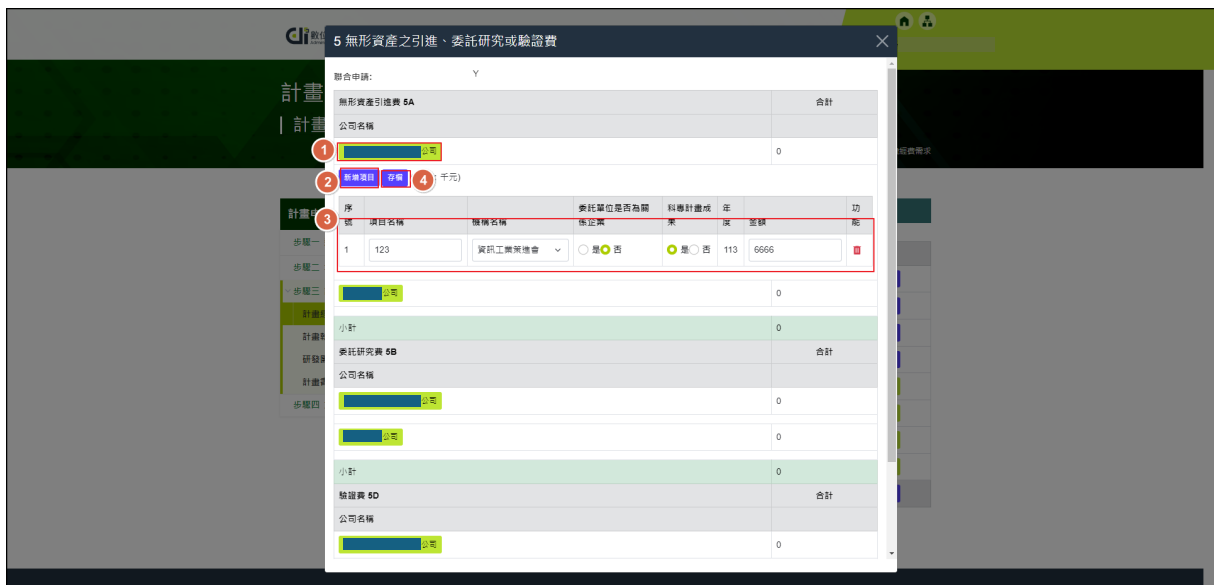 5 無形資產之引進、委託研究或驗證費
計畫
計畫
聯合申請: Y
無形資產引進費 5A 合計
公司名稱
1 公司 0
2 新增項目 存檔 4 千元)
3
序號 項目名稱 機構名稱 委託單位是否為關係企業 科專計畫成果 年度 金額 功能
1 123 資訊工業策進會 是 否 是 否 113 6666
公司 0
小計 0
委託研究費 5B 合計
公司名稱
公司 0
公司 0
小計 0
驗證費 5D 合計
公司名稱
公司 0
步驟一
步驟二
步驟三
計畫
計畫
研發
計畫
步驟四